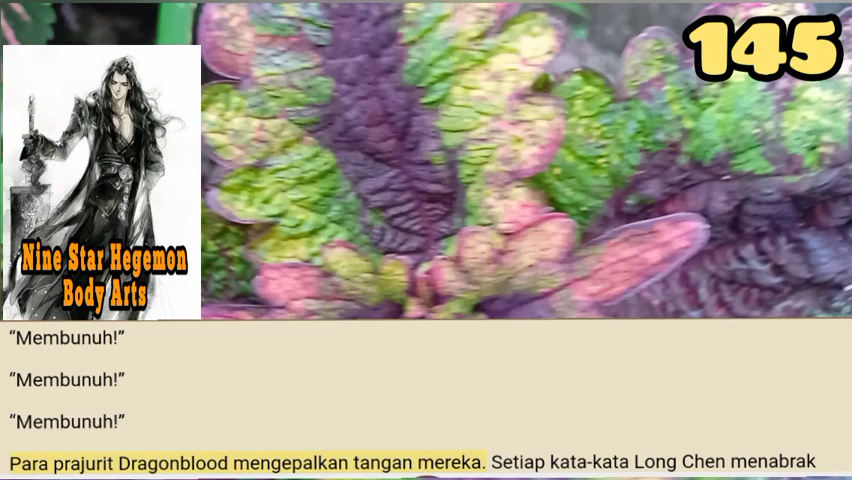 145
Nine Star Hegemon
Body Arts
“Membunuh!”
“Membunuh!”
“Membunuh!”
Para prajurit Dragonblood mengepalkan tangan mereka. Setiap kata-kata Long Chen menabrak